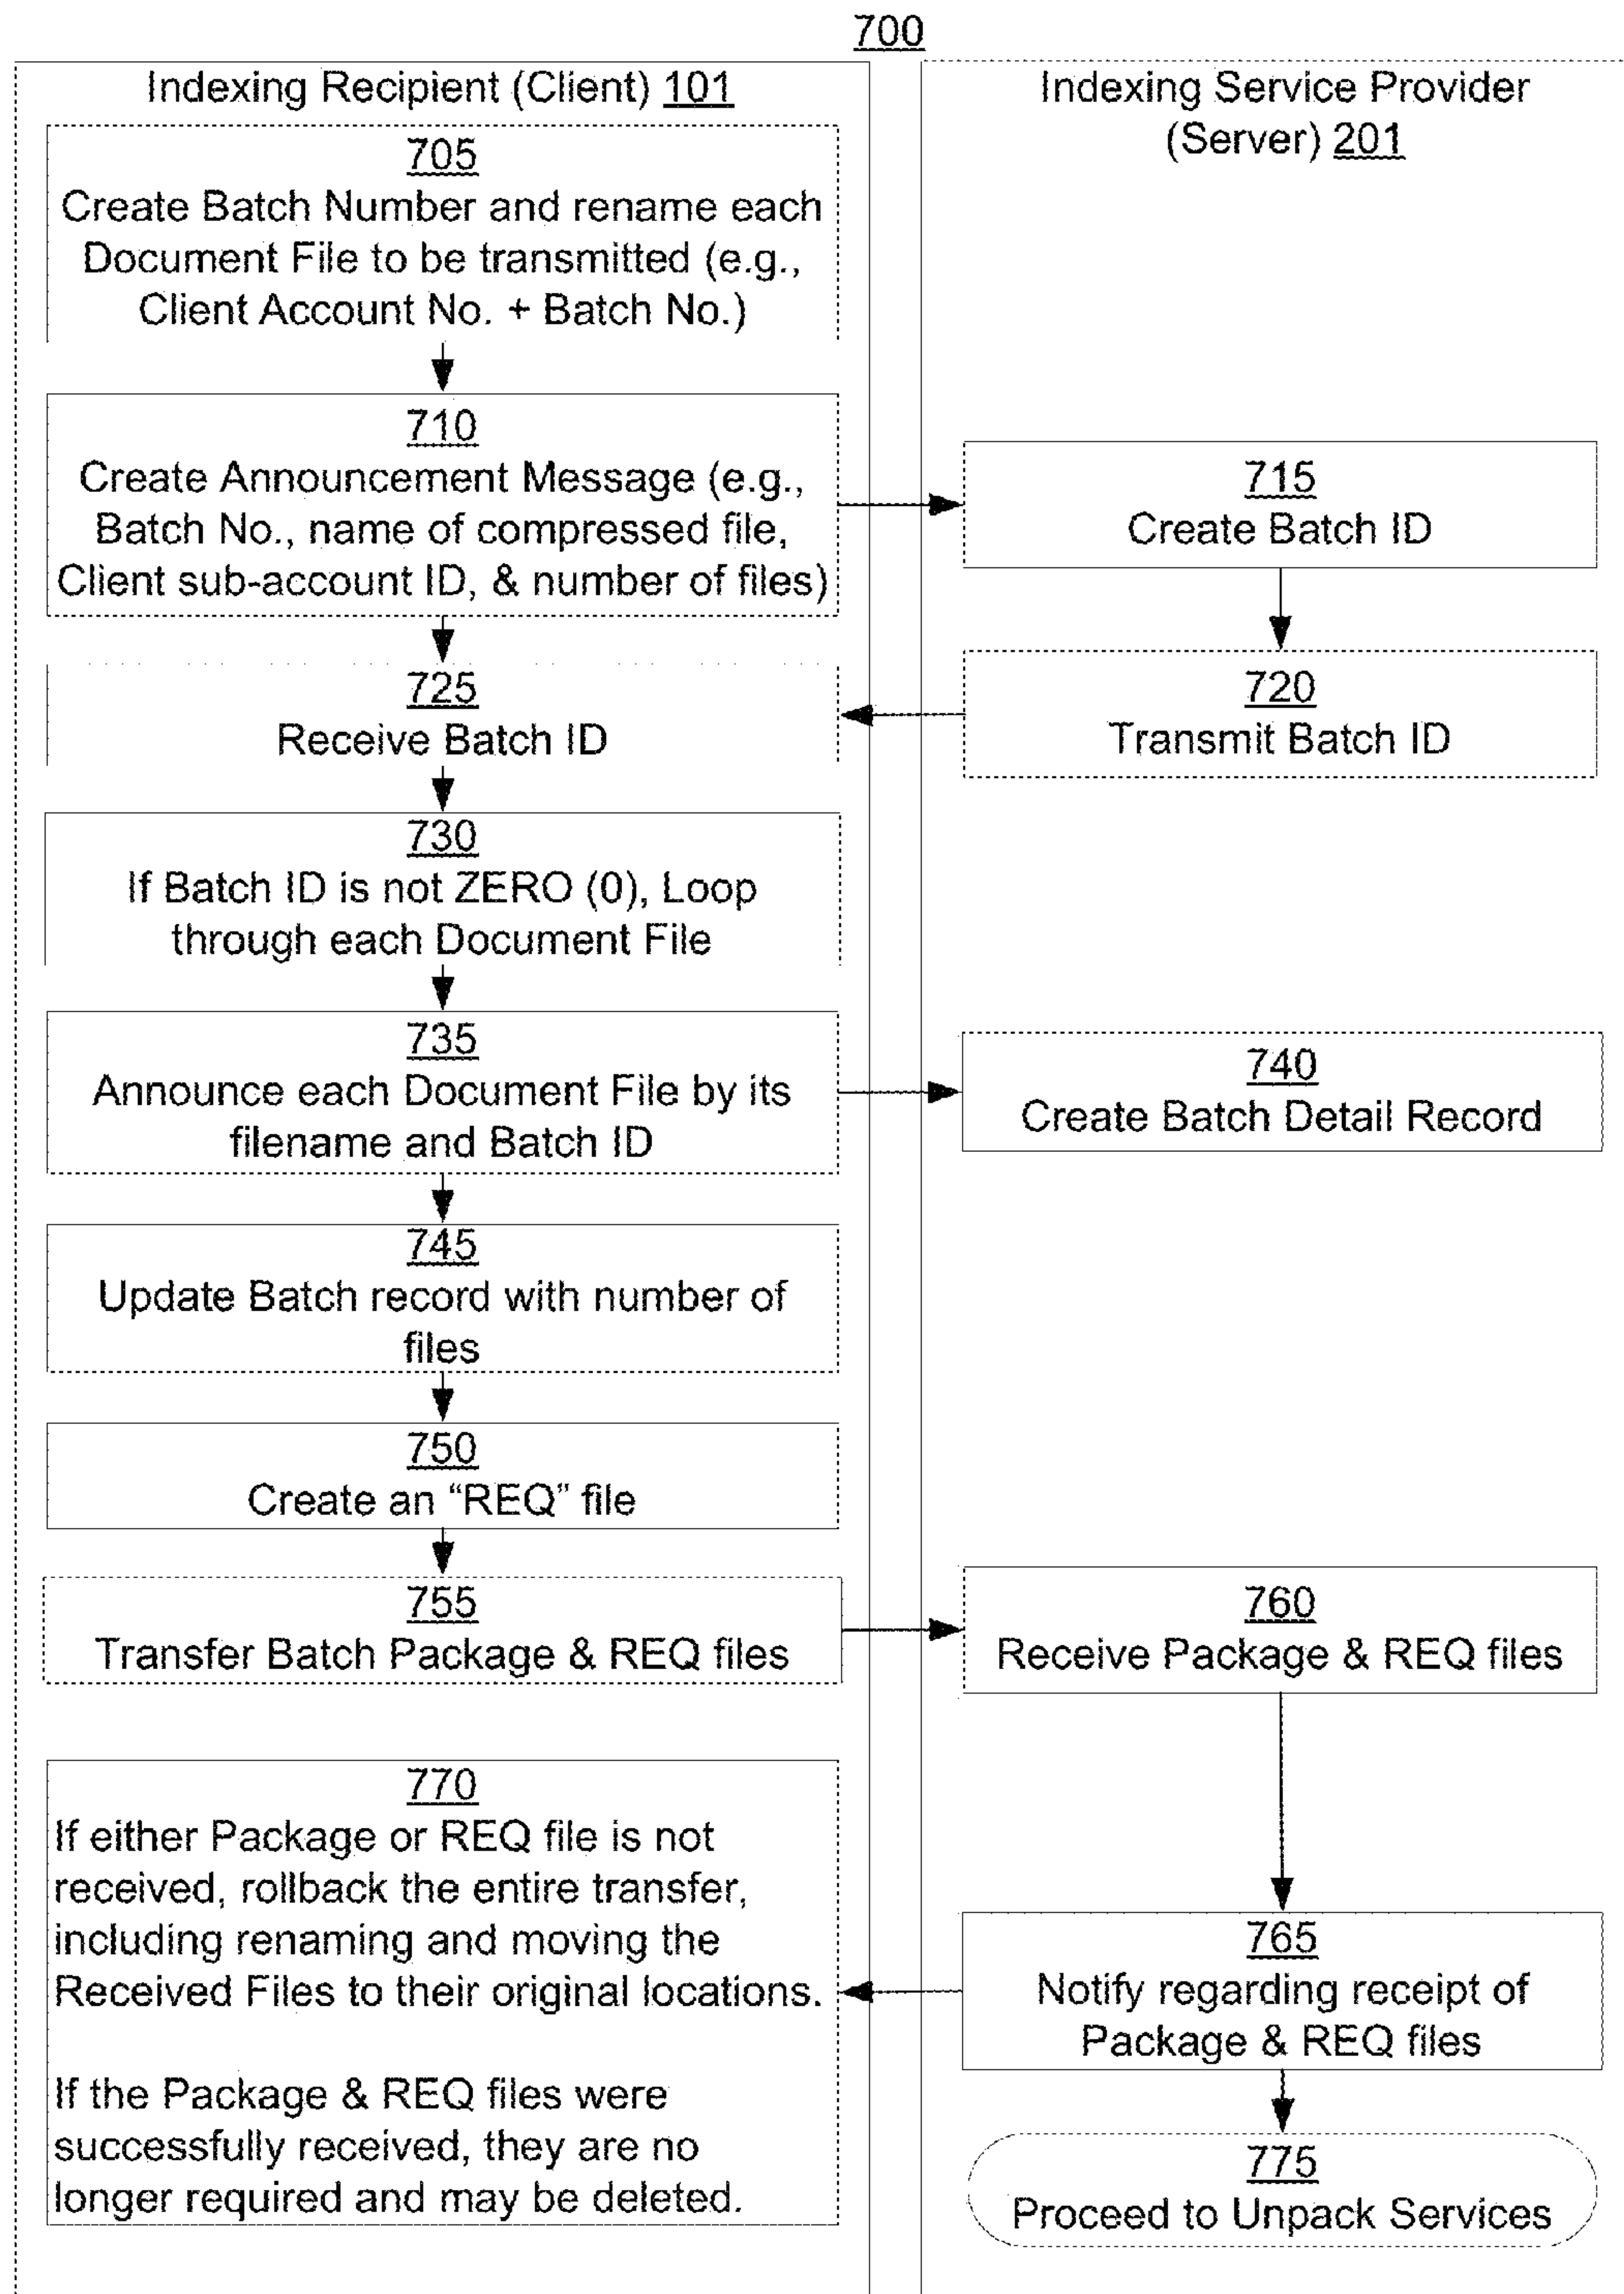 700
Indexing Recipient (Client) 101
Indexing Service Provider
(Server) 201
705
Create Batch Number and rename each
Document File to be transmitted (e.g.,
Client Account No. + Batch No.)
710
Create Announcement Message (e.g.,
Batch No., name of compressed file,
Client sub-account ID, & number of files)
715
Create Batch ID
720
Transmit Batch ID
725
Receive Batch ID
730
If Batch ID is not ZERO (0), Loop
through each Document File
735
Announce each Document File by its
filename and Batch ID
740
Create Batch Detail Record
745
Update Batch record with number of
files
750
Create an “REQ” file
755
Transfer Batch Package & REQ files
760
Receive Package & REQ files
765
Notify regarding receipt of
Package & REQ files
770
If either Package or REQ file is not
received, rollback the entire transfer,
including renaming and moving the
Received Files to their original locations.
If the Package & REQ files were
successfully received, they are no
longer required and may be deleted.
775
Proceed to Unpack Services